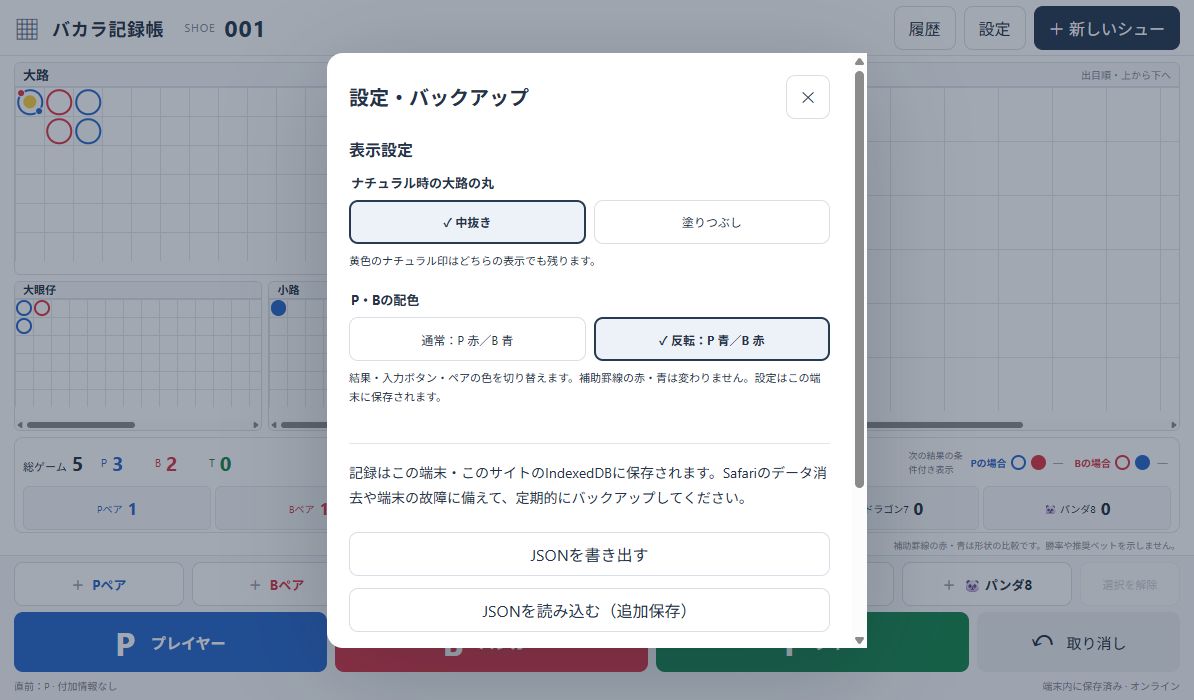 バカラ記録帳 SHOE 001 履歴 設定 ＋ 新しいシュー
大路
出目順・上から下へ
設定・バックアップ
×
表示設定
ナチュラル時の大路の丸
✓ 中抜き
塗りつぶし
黄色のナチュラル印はどちらの表示でも残ります。
P・Bの配色
通常：P 赤／B 青
✓ 反転：P 青／B 赤
結果・入力ボタン・ペアの色を切り替えます。補助罫線の赤・青は変わりません。設定はこの端
末に保存されます。
記録はこの端末・このサイトのIndexedDBに保存されます。Safariのデータ消
去や端末の故障に備えて、定期的にバックアップしてください。
JSONを書き出す
JSONを読み込む（追加保存）
大眼仔
小路
総ゲーム 5 P 3 B 2 T 0
次の結果の条
件付き表示
Pの場合 —
Bの場合 —
Pペア 1
Bペア 1
ドラゴン7 0
パンダ8 0
補助罫線の赤・青は形状の比較です。勝率や推奨ベットを示しません。
＋ Pペア
＋ Bペア
＋ パンダ8
選択を解除
P プレイヤー
取り消し
直前：P · 付加情報なし
端末内に保存済み · オンライン